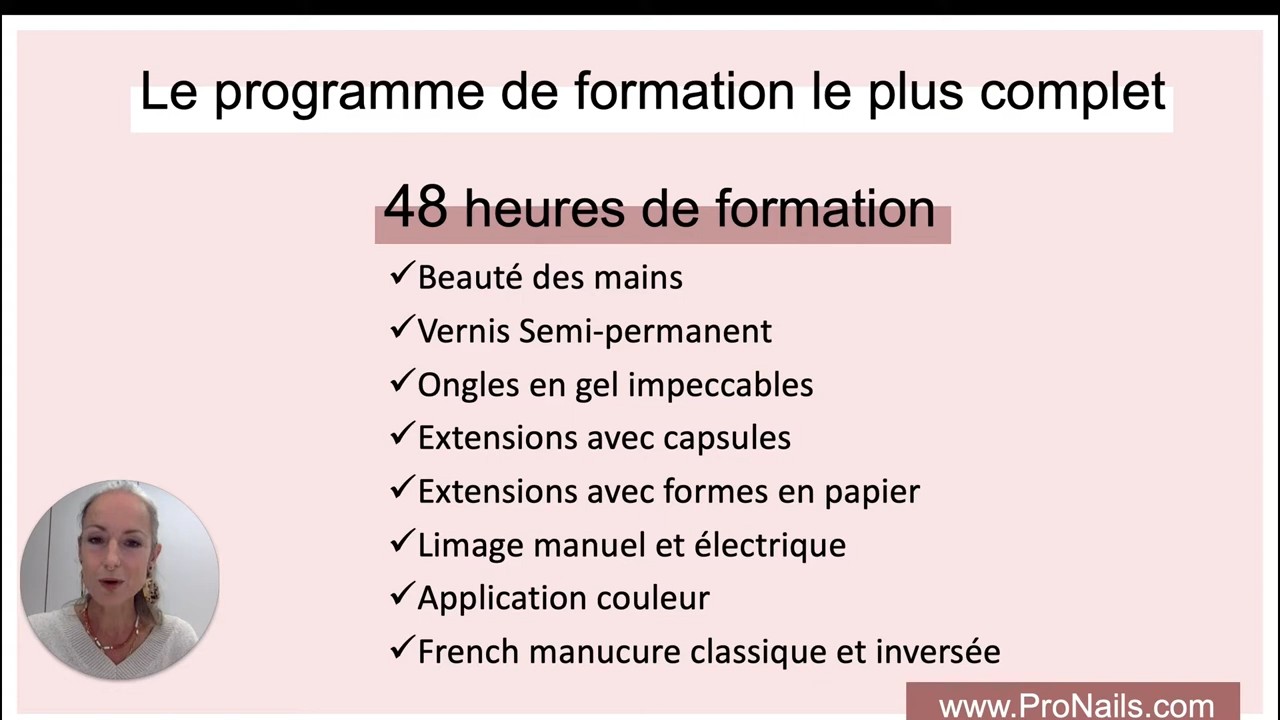 Le programme de formation le plus complet
48 heures de formation
✓Beauté des mains
✓Vernis Semi-permanent
✓Ongles en gel impeccables
✓Extensions avec capsules
✓Extensions avec formes en papier
✓Limage manuel et électrique
✓Application couleur
✓French manucure classique et inversée
www.ProNails.com